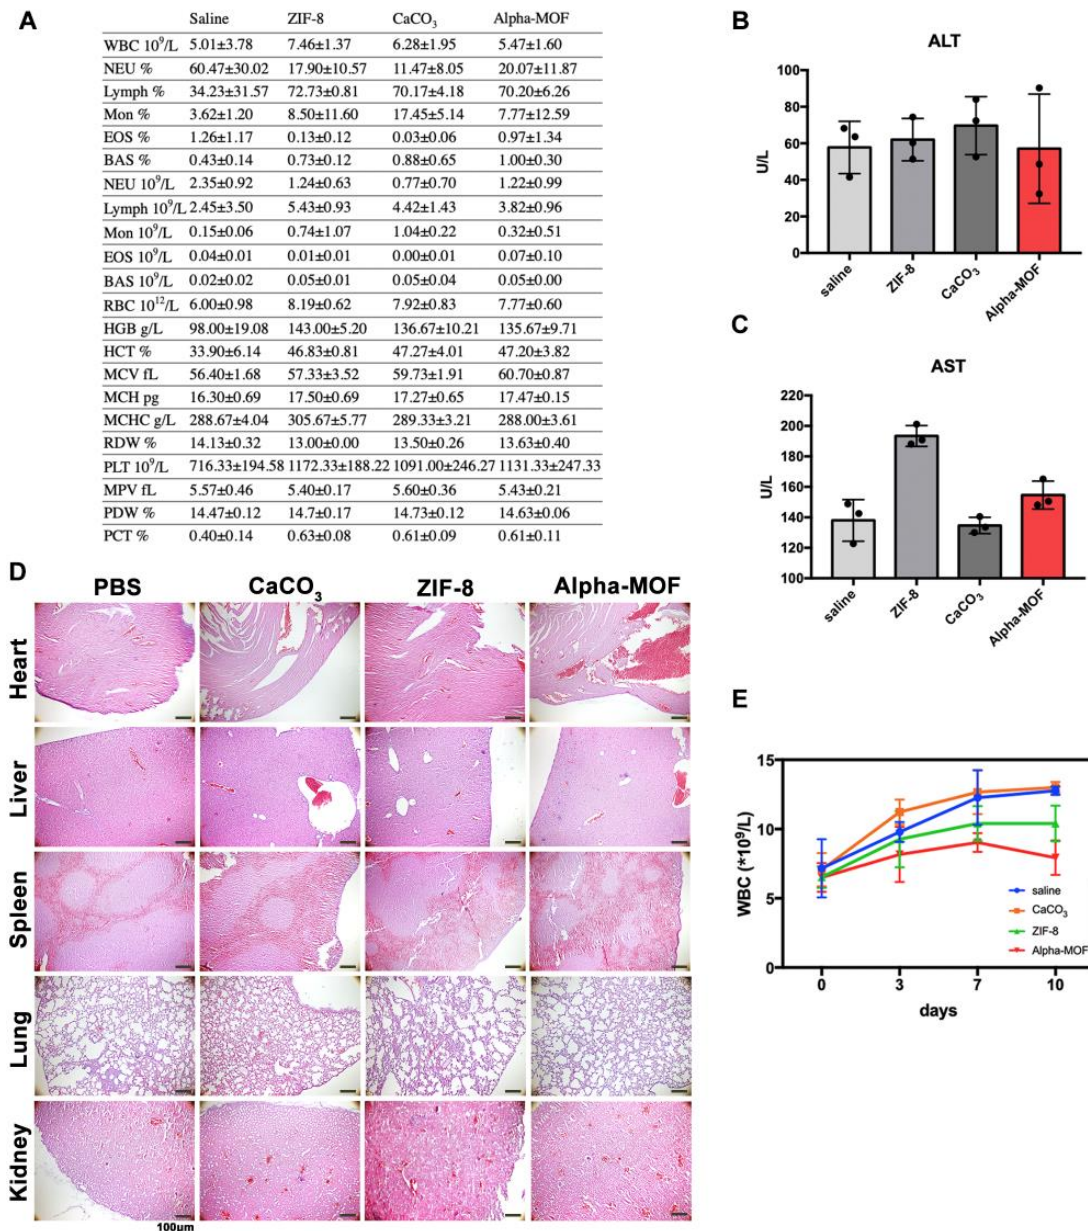 A
Saline ZIF-8 CaCO3 Alpha-MOF
WBC 10^9/L 5.01±3.78 7.46±1.37 6.28±1.95 5.47±1.60
NEU % 60.47±30.02 17.90±10.57 11.47±8.05 20.07±11.87
Lymph % 34.23±31.57 72.73±0.81 70.17±4.18 70.20±6.26
Mon % 3.62±1.20 8.50±11.60 17.45±5.14 7.77±12.59
EOS % 1.26±1.17 0.13±0.12 0.03±0.06 0.97±1.34
BAS % 0.43±0.14 0.73±0.12 0.88±0.65 1.00±0.30
NEU 10^9/L 2.35±0.92 1.24±0.63 0.77±0.70 1.22±0.99
Lymph 10^9/L 2.45±3.50 5.43±0.93 4.42±1.43 3.82±0.96
Mon 10^9/L 0.15±0.06 0.74±1.07 1.04±0.22 0.32±0.51
EOS 10^9/L 0.04±0.01 0.01±0.01 0.00±0.01 0.07±0.10
BAS 10^9/L 0.02±0.02 0.05±0.01 0.05±0.04 0.05±0.00
RBC 10^12/L 6.00±0.98 8.19±0.62 7.92±0.83 7.77±0.60
HGB g/L 98.00±19.08 143.00±5.20 136.67±10.21 135.67±9.71
HCT % 33.90±6.14 46.83±0.81 47.27±4.01 47.20±3.82
MCV fL 56.40±1.68 57.33±3.52 59.73±1.91 60.70±0.87
MCH pg 16.30±0.69 17.50±0.69 17.27±0.65 17.47±0.15
MCHC g/L 288.67±4.04 305.67±5.77 289.33±3.21 288.00±3.61
RDW % 14.13±0.32 13.00±0.00 13.50±0.26 13.63±0.40
PLT 10^9/L 716.33±194.58 1172.33±188.22 1091.00±246.27 1131.33±247.33
MPV fL 5.57±0.46 5.40±0.17 5.60±0.36 5.43±0.21
PDW % 14.47±0.12 14.7±0.17 14.73±0.12 14.63±0.06
PCT % 0.40±0.14 0.63±0.08 0.61±0.09 0.61±0.11
B
ALT
100
80
60
40
20
0
U/L
saline ZIF-8 CaCO3 Alpha-MOF
C
AST
220
200
180
160
140
120
100
U/L
saline ZIF-8 CaCO3 Alpha-MOF
D
PBS CaCO3 ZIF-8 Alpha-MOF
Heart
Liver
Spleen
Lung
Kidney
100um
E
15
10
5
0
WBC (*10^9/L)
saline
CaCO3
ZIF-8
Alpha-MOF
0 3 7 10
days